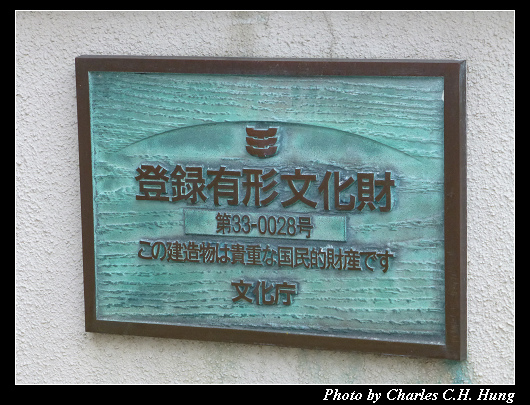 登録有形文化財
第33-0028号
この建造物は貴重な国民的財産です
文化庁
Photo by Charles C.H. Hung